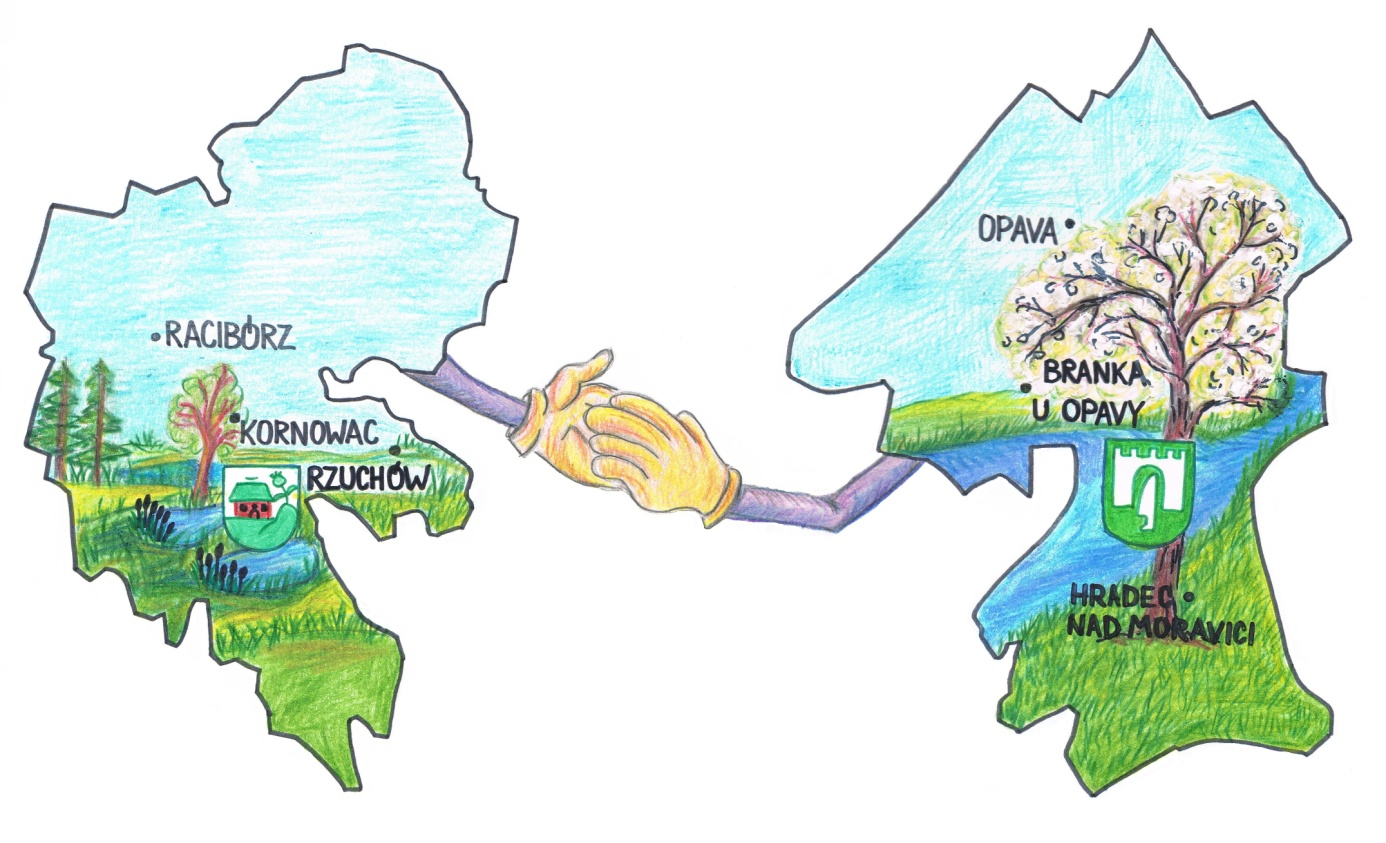 RACIBÓRZ
KORNOWAC
RZUCHÓW
OPAVA
BRANKA
U OPAVY
HRADEC
NAD MORAVICI